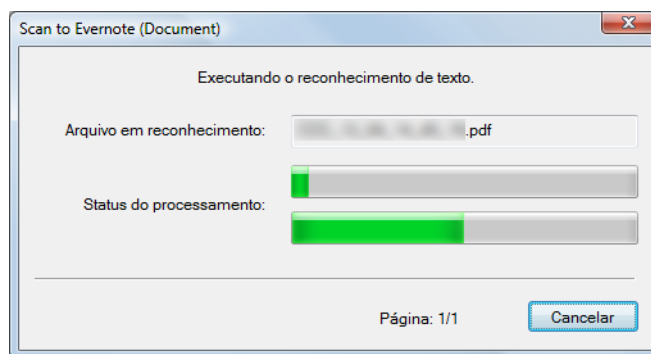 Scan to Evernote (Document)
Executando o reconhecimento de texto.
Arquivo em reconhecimento:
.pdf
Status do processamento:
Página: 1/1
Cancelar